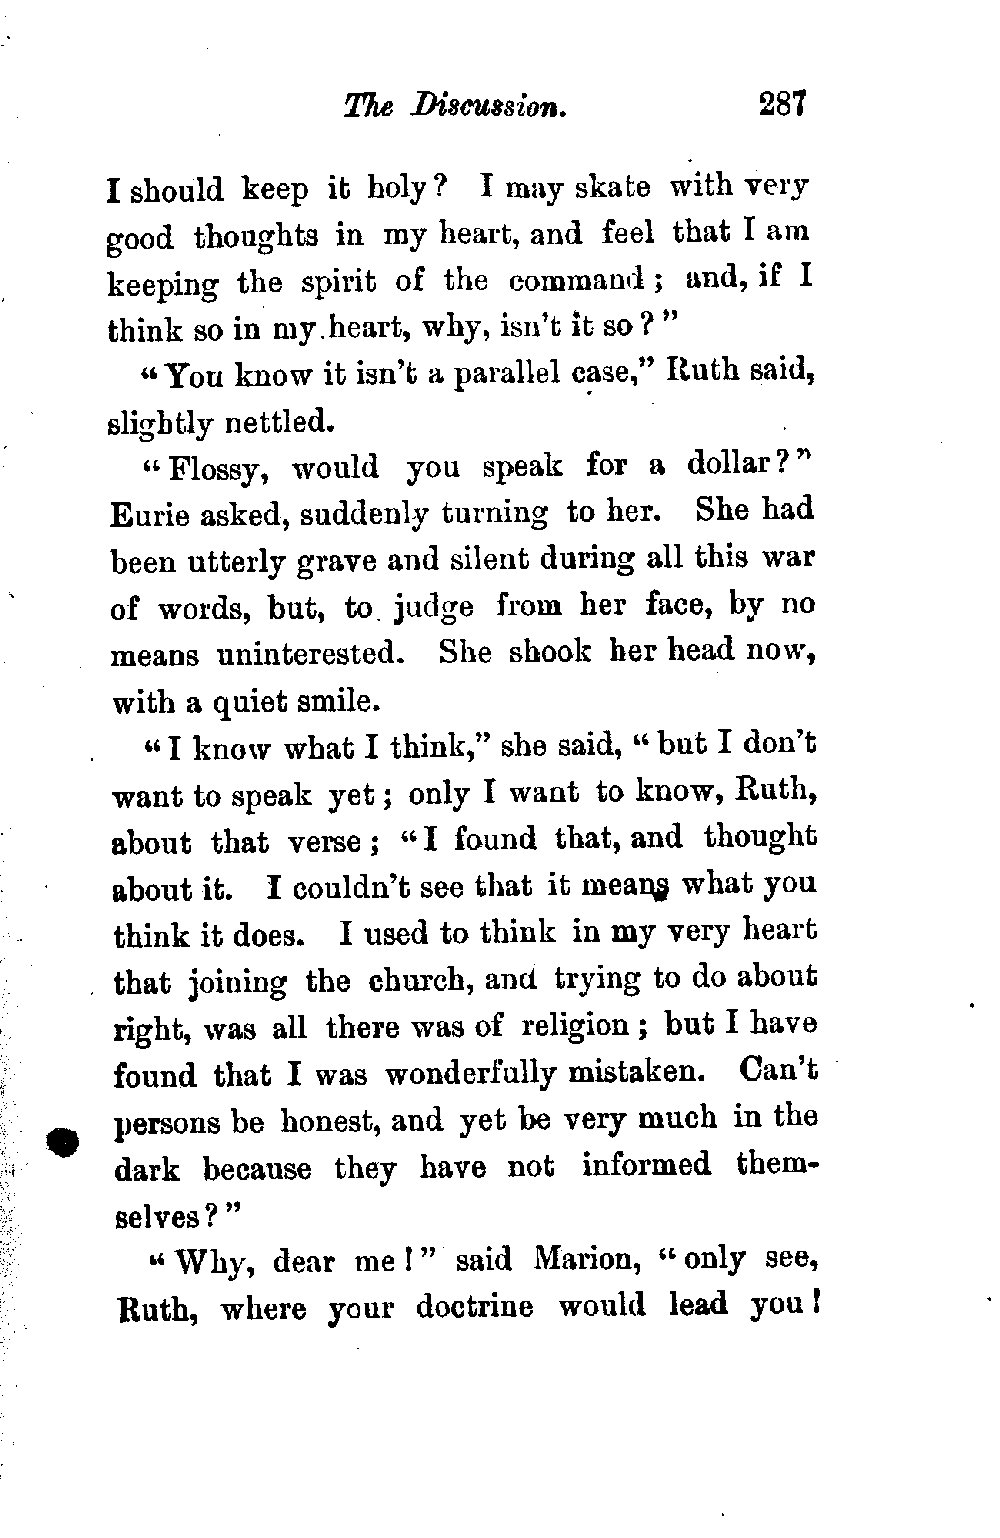 The Discussion. 287
I should keep it holy? I may skate with very
good thoughts in my heart, and feel that I am
keeping the spirit of the command; and, if I
think so in my heart, why, isn't it so?"
"You know it isn't a parallel case," Ruth said,
slightly nettled.
"Flossy, would you speak for a dollar?"
Eurie asked, suddenly turning to her. She had
been utterly grave and silent during all this war
of words, but, to judge from her face, by no
means uninterested. She shook her head now,
with a quiet smile.
"I know what I think," she said, "but I don't
want to speak yet; only I want to know, Ruth,
about that verse; "I found that, and thought
about it. I couldn't see that it means what you
think it does. I used to think in my very heart
that joining the church, and trying to do about
right, was all there was of religion; but I have
found that I was wonderfully mistaken. Can't
persons be honest, and yet be very much in the
dark because they have not informed them-
selves?"
"Why, dear me!" said Marion, "only see,
Ruth, where your doctrine would lead you!